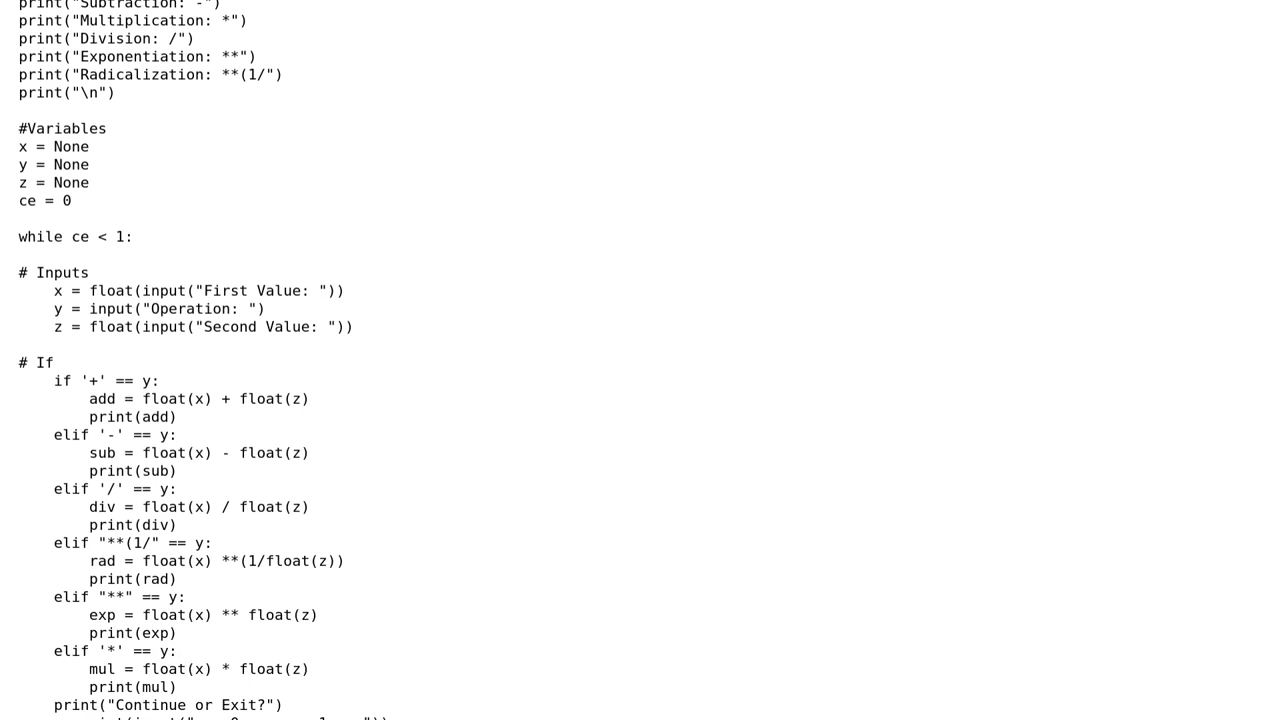 print("Subtraction: -")
print("Multiplication: *")
print("Division: /")
print("Exponentiation: **")
print("Radicalization: **(1/")
print("\n")

#Variables
x = None
y = None
z = None
ce = 0

while ce < 1:

# Inputs
    x = float(input("First Value: "))
    y = input("Operation: ")
    z = float(input("Second Value: "))

# If
    if '+' == y:
        add = float(x) + float(z)
        print(add)
    elif '-' == y:
        sub = float(x) - float(z)
        print(sub)
    elif '/' == y:
        div = float(x) / float(z)
        print(div)
    elif "**(1/" == y:
        rad = float(x) **(1/float(z))
        print(rad)
    elif "**" == y:
        exp = float(x) ** float(z)
        print(exp)
    elif '*' == y:
        mul = float(x) * float(z)
        print(mul)
    print("Continue or Exit?")